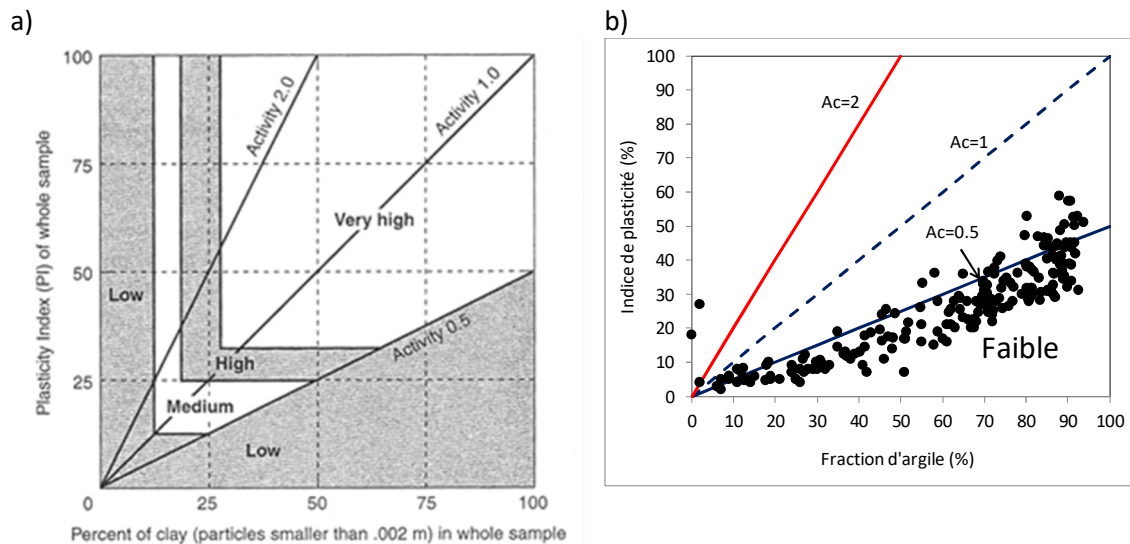 a)
100
75
50
25
0
Plasticity Index (PI) of whole sample
Activity 2.0
Activity 1.0
Very high
Low
Activity 0.5
High
Medium
Low
25
50
75
100
Percent of clay (particles smaller than .002 m) in whole sample
b)
100
90
80
70
60
50
40
30
20
10
0
Indice de plasticité (%)
Ac=2
Ac=1
Ac=0.5
Faible
0 10 20 30 40 50 60 70 80 90 100
Fraction d'argile (%)